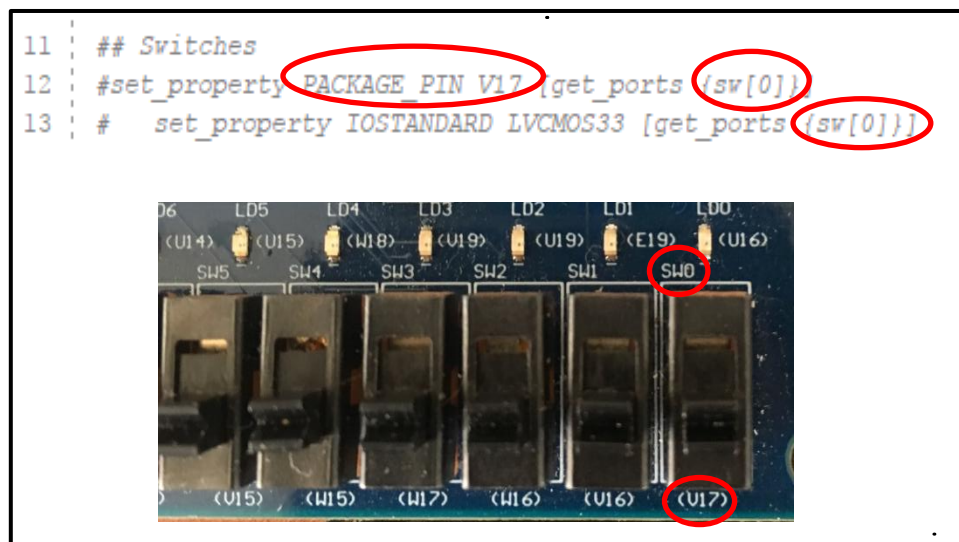 11 ## Switches
12 #set_property PACKAGE_PIN V17 [get_ports {sw[0]}]
13 # set_property IOSTANDARD LVCMOS33 [get_ports {sw[0]}]
D6 LD5 LD4 LD3 LD2 LD1 LD0
(U14) (U15) (W18) (V19) (U19) (E19) (U16)
SW5 SW4 SW3 SW2 SW1 SW0
) (V15) (W15) (W17) (W16) (V16) (V17)